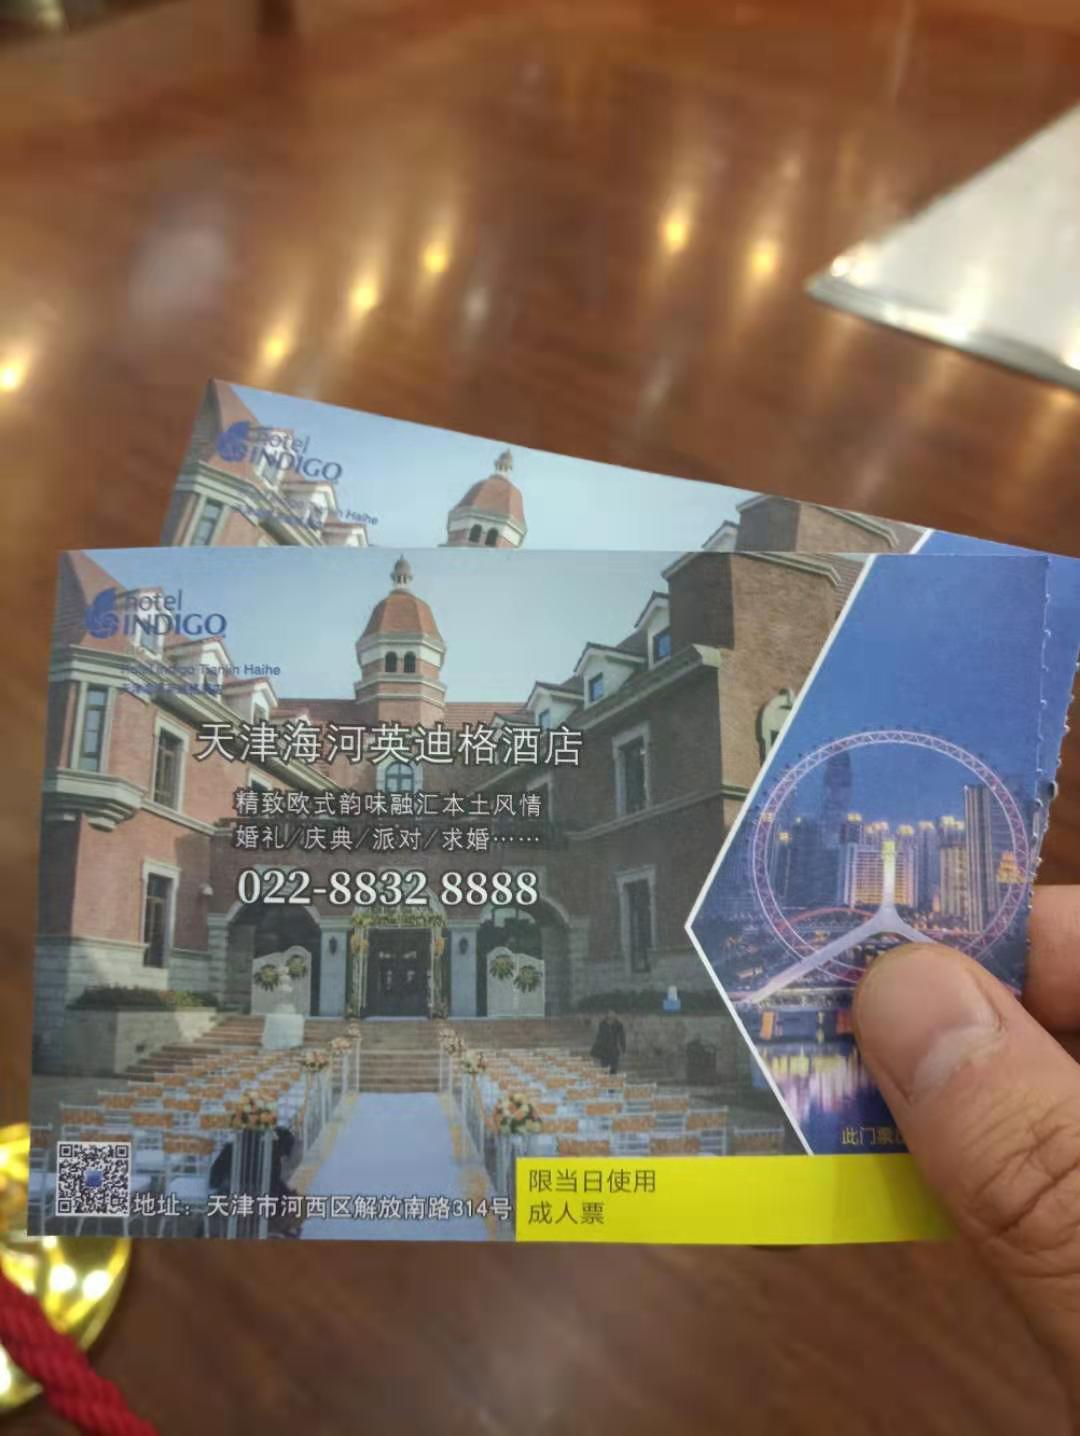 hotel
INDIGO
Haihe
hotel
INDIGO
Hotel Indigo Tianjin Haihe
天津海河英迪格酒店
精致欧式韵味融汇本土风情
婚礼/庆典/派对/求婚······
022-8832 8888
此门票
地址：天津市河西区解放南路314号
限当日使用
成人票